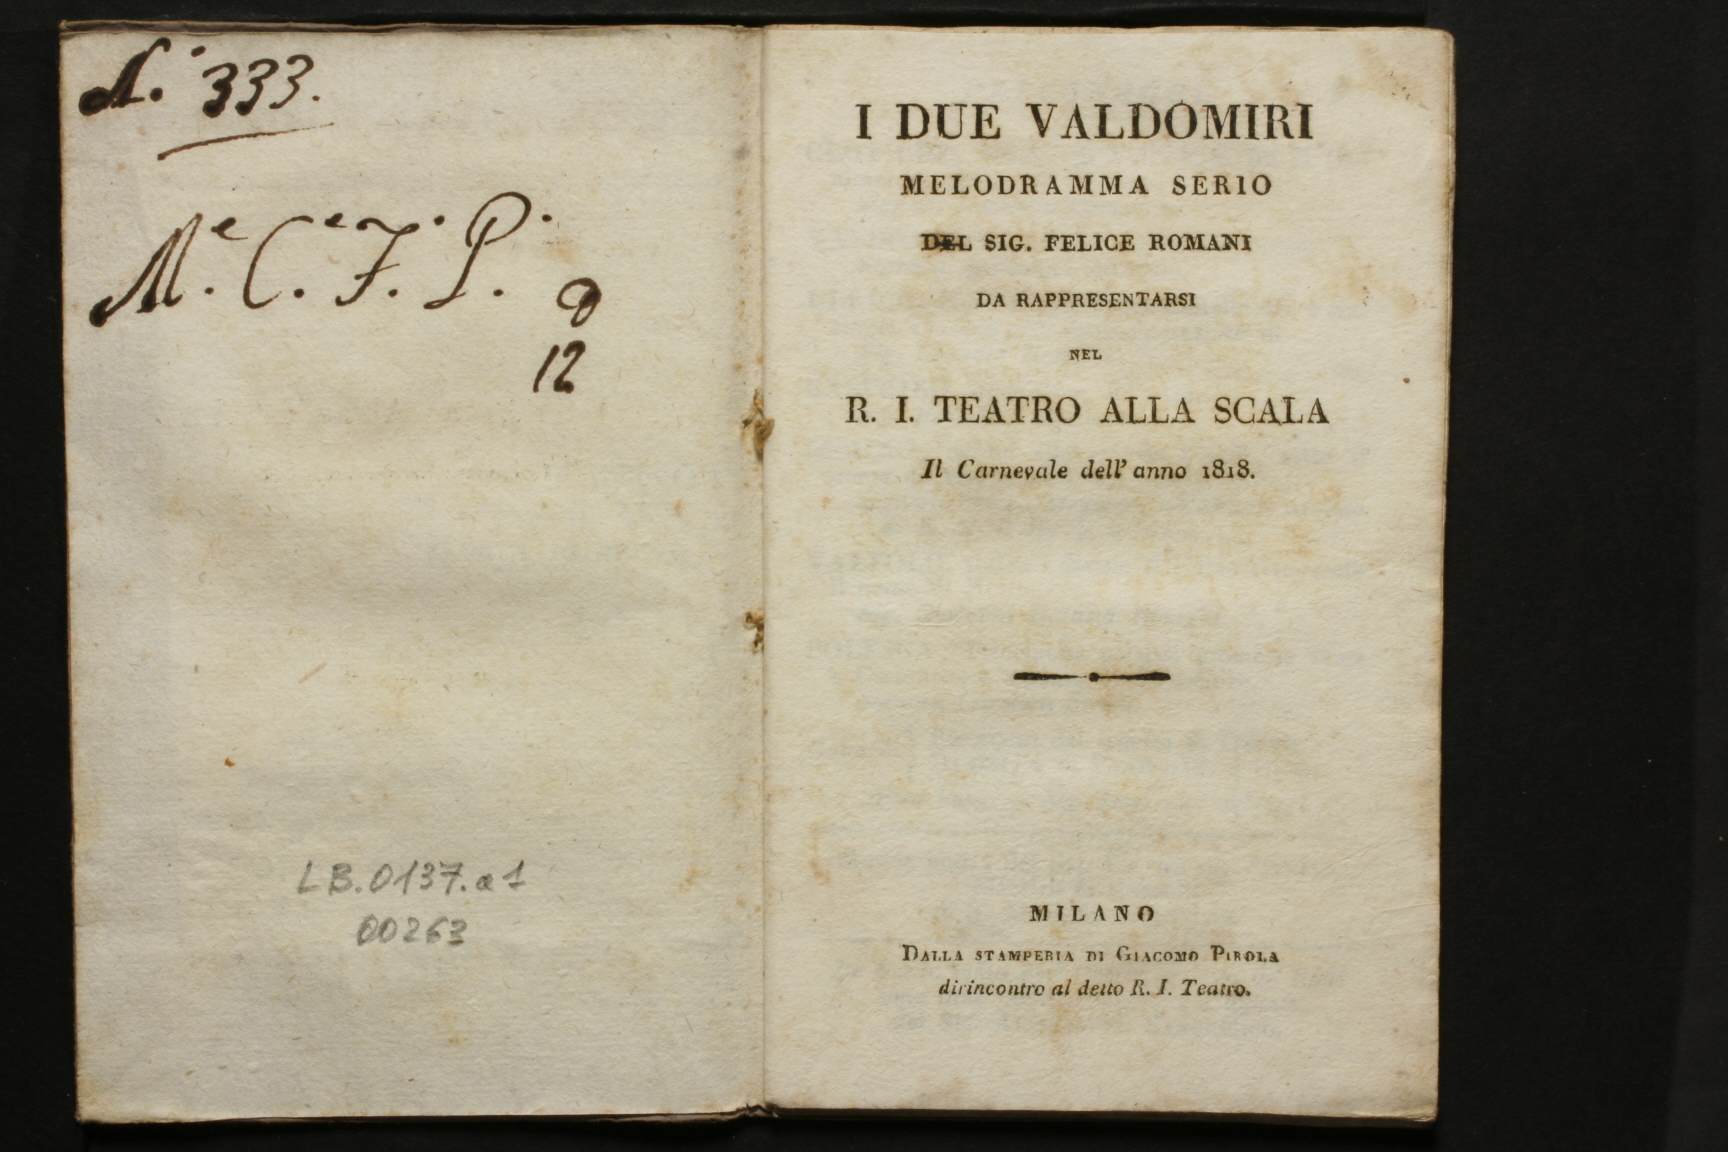 N.° 333.
M.e C.e F. P.
12
LB.0137.a1
00263
I DUE VALDOMIRI
MELODRAMMA SERIO
DEL SIG. FELICE ROMANI
DA RAPPRESENTARSI
NEL
R. I. TEATRO ALLA SCALA
Il Carnevale dell' anno 1818.
MILANO
DALLA STAMPERIA DI GIACOMO PIROLA
dirincontro al detto R. I. Teatro.